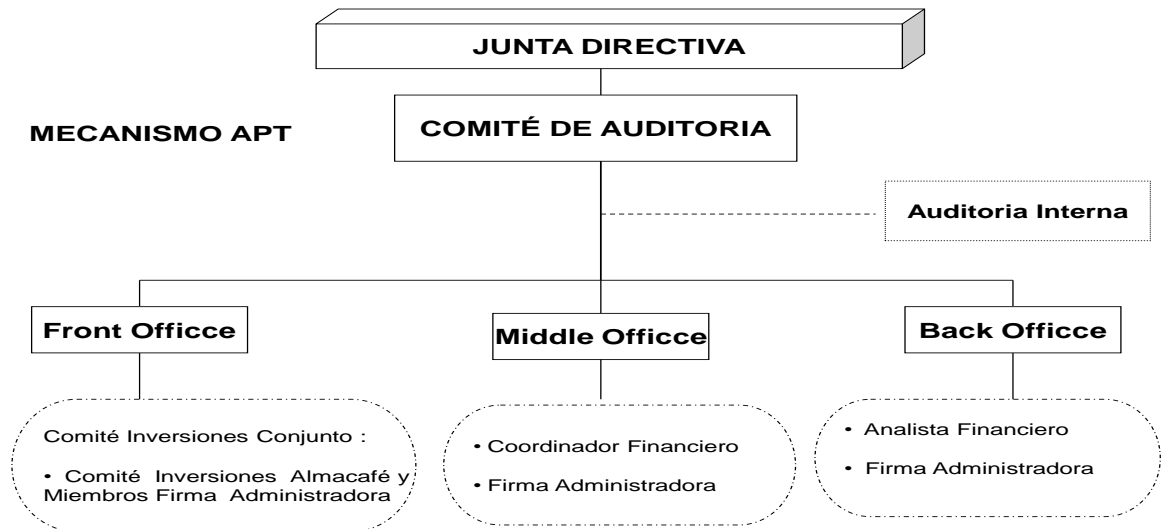 JUNTA DIRECTIVA
MECANISMO APT
COMITÉ DE AUDITORIA
Auditoria Interna
Front Officce
Middle Officce
Back Officce
Comité Inversiones Conjunto :
• Comité Inversiones Almacafé y
Miembros Firma Administradora
• Coordinador Financiero
• Firma Administradora
• Analista Financiero
• Firma Administradora